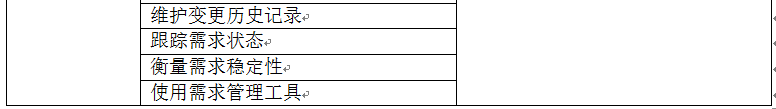 维护变更历史记录
跟踪需求状态
衡量需求稳定性
使用需求管理工具